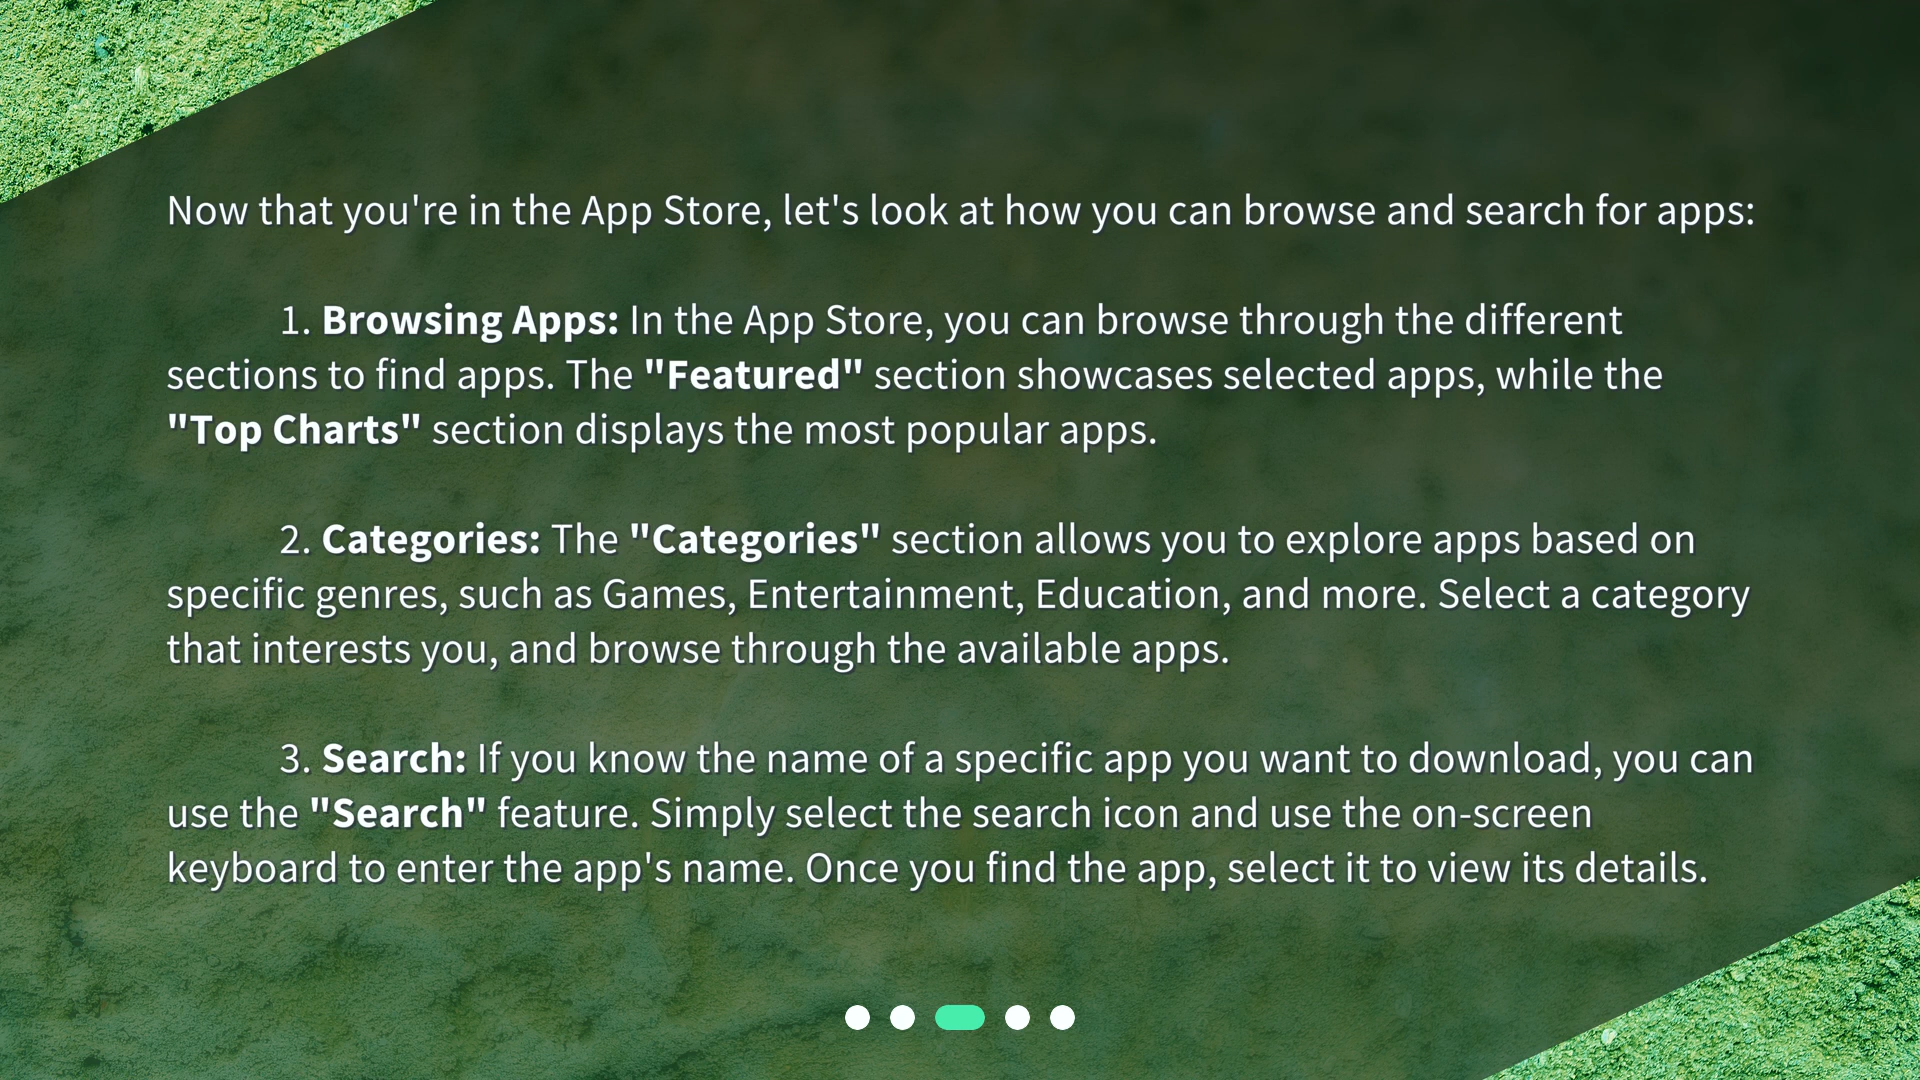 Now that you're in the App Store, let's look at how you can browse and search for apps:
1. Browsing Apps: In the App Store, you can browse through the different
sections to find apps. The "Featured" section showcases selected apps, while the
"Top Charts" section displays the most popular apps.
2. Categories: The "Categories" section allows you to explore apps based on
specific genres, such as Games, Entertainment, Education, and more. Select a category
that interests you, and browse through the available apps.
3. Search: If you know the name of a specific app you want to download, you can
use the "Search" feature. Simply select the search icon and use the on-screen
keyboard to enter the app's name. Once you find the app, select it to view its details.